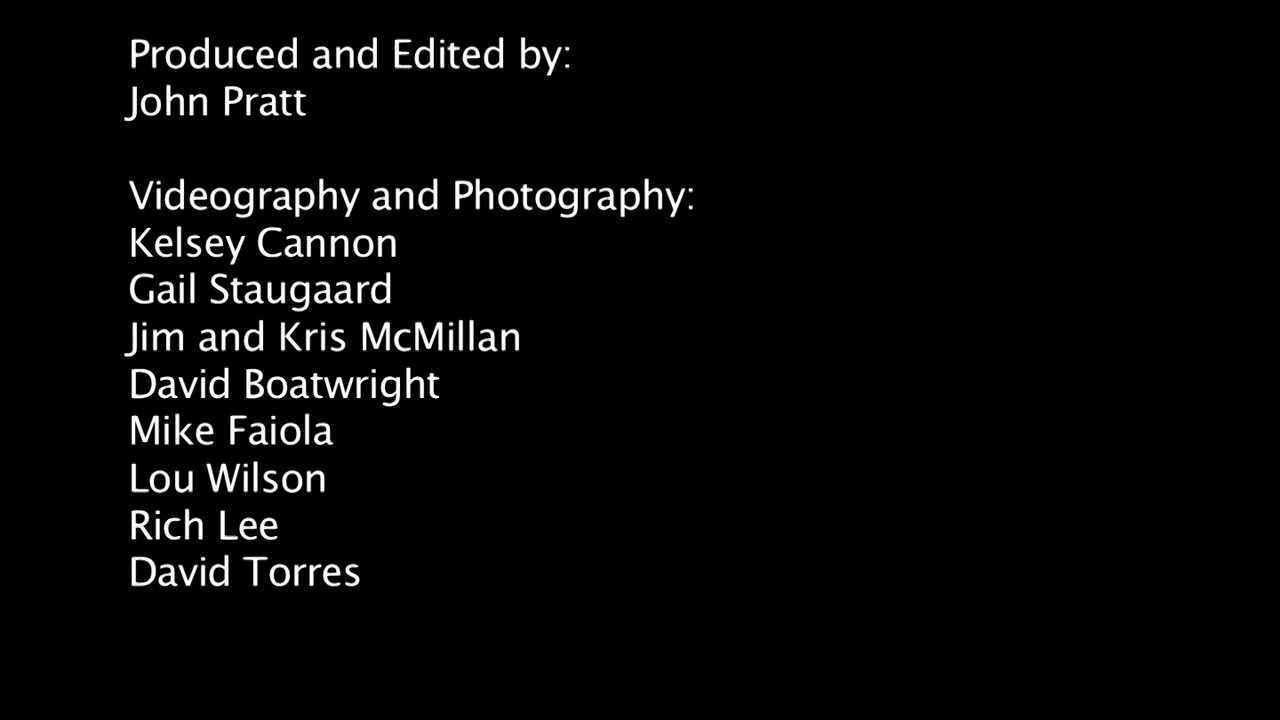 Produced and Edited by:
John Pratt
Videography and Photography:
Kelsey Cannon
Gail Staugaard
Jim and Kris McMillan
David Boatwright
Mike Faiola
Lou Wilson
Rich Lee
David Torres